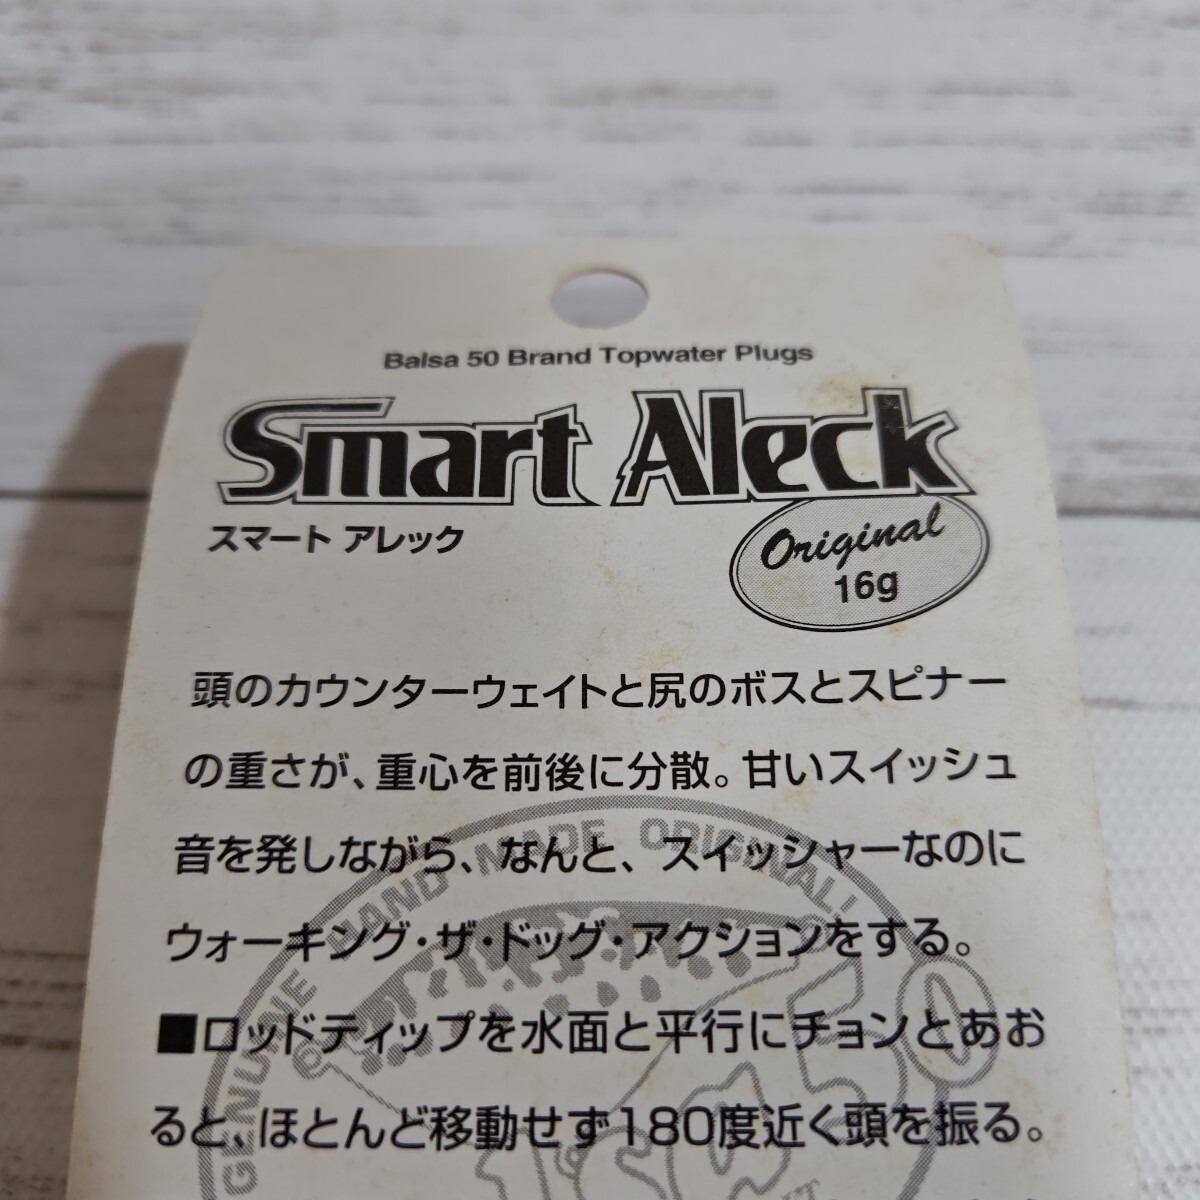 Balsa 50 Brand Topwater Plugs
Smart Aleck
スマート アレック
Original
16g
頭のカウンターウェイトと尻のボスとスピナー
の重さが、重心を前後に分散。甘いスイッシュ
音を発しながら、なんと、スイッシャーなのに
ウォーキング・ザ・ドッグ・アクションをする。
■ロッドティップを水面と平行にチョンとあお
ると、ほとんど移動せず180度近く頭を振る。
GENUINE HAND MADE ORIGINAL!
50